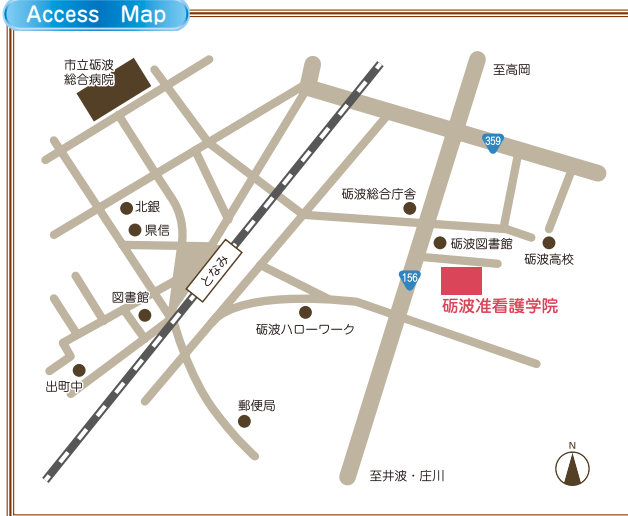 Access Map
市立砺波
総合病院
至高岡
359
砺波総合庁舎
北銀
県信
砺波図書館
砺波高校
となみ
156
図書館
砺波准看護学院
砺波ハローワーク
出町中
郵便局
至井波・庄川
N